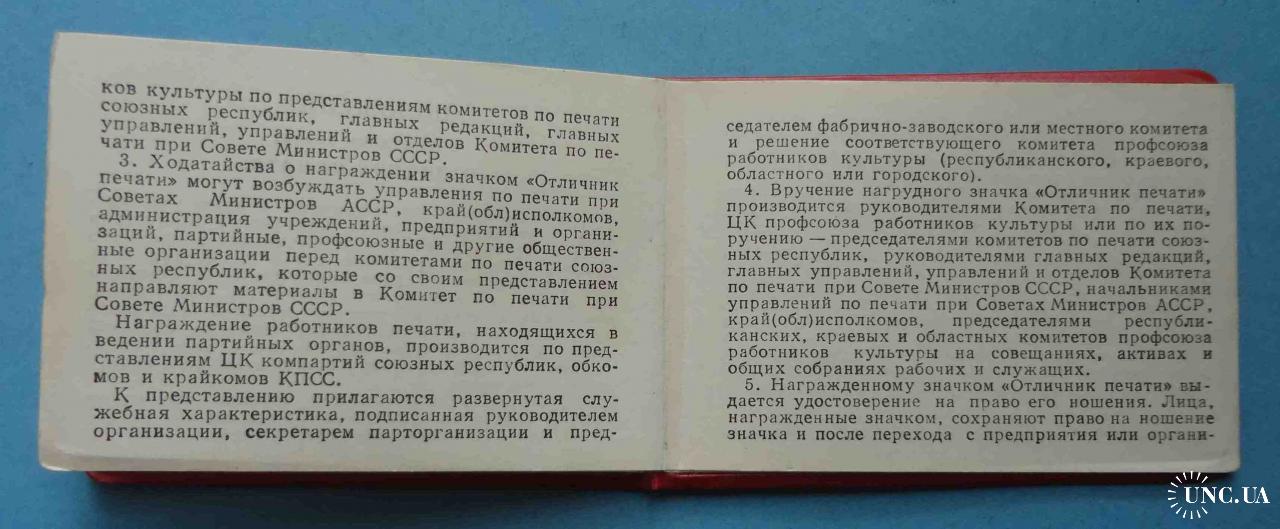 ков культуры по представлениям комитетов по печати
союзных республик, главных редакций, главных
управлений, управлений и отделов Комитета по пе-
чати при Совете Министров СССР.
3. Ходатайства о награждении значком «Отличник
печати» могут возбуждать управления по печати при
Советах Министров АССР, край(обл)исполкомов,
администрация учреждений, предприятий и органи-
заций, партийные, профсоюзные и другие обществен-
ные организации перед комитетами по печати союз-
ных республик, которые со своим представлением
направляют материалы в Комитет по печати при
Совете Министров СССР.
Награждение работников печати, находящихся в
ведении партийных органов, производится по пред-
ставлениям ЦК компартий союзных республик, обко-
мов и крайкомов КПСС.
К представлению прилагаются развернутая слу-
жебная характеристика, подписанная руководителем
организации, секретарем парторганизации и пред-
седателем фабрично-заводского или местного комитета
и решение соответствующего комитета профсоюза
работников культуры (республиканского, краевого,
областного или городского).
4. Вручение нагрудного значка «Отличник печати»
производится руководителями Комитета по печати,
ЦК профсоюза работников культуры или по их по-
ручению — председателями комитетов по печати союз-
ных республик, руководителями главных редакций,
главных управлений, управлений и отделов Комитета
по печати при Совете Министров СССР, начальниками
управлений по печати при Советах Министров АССР,
край(обл)исполкомов, председателями республи-
канских, краевых и областных комитетов профсоюза
работников культуры на совещаниях, активах и
общих собраниях рабочих и служащих.
5. Награжденному значком «Отличник печати» вы-
дается удостоверение на право его ношения. Лица,
награжденные значком, сохраняют право на ношение
значка и после перехода с предприятия или органи-
UNC.UA